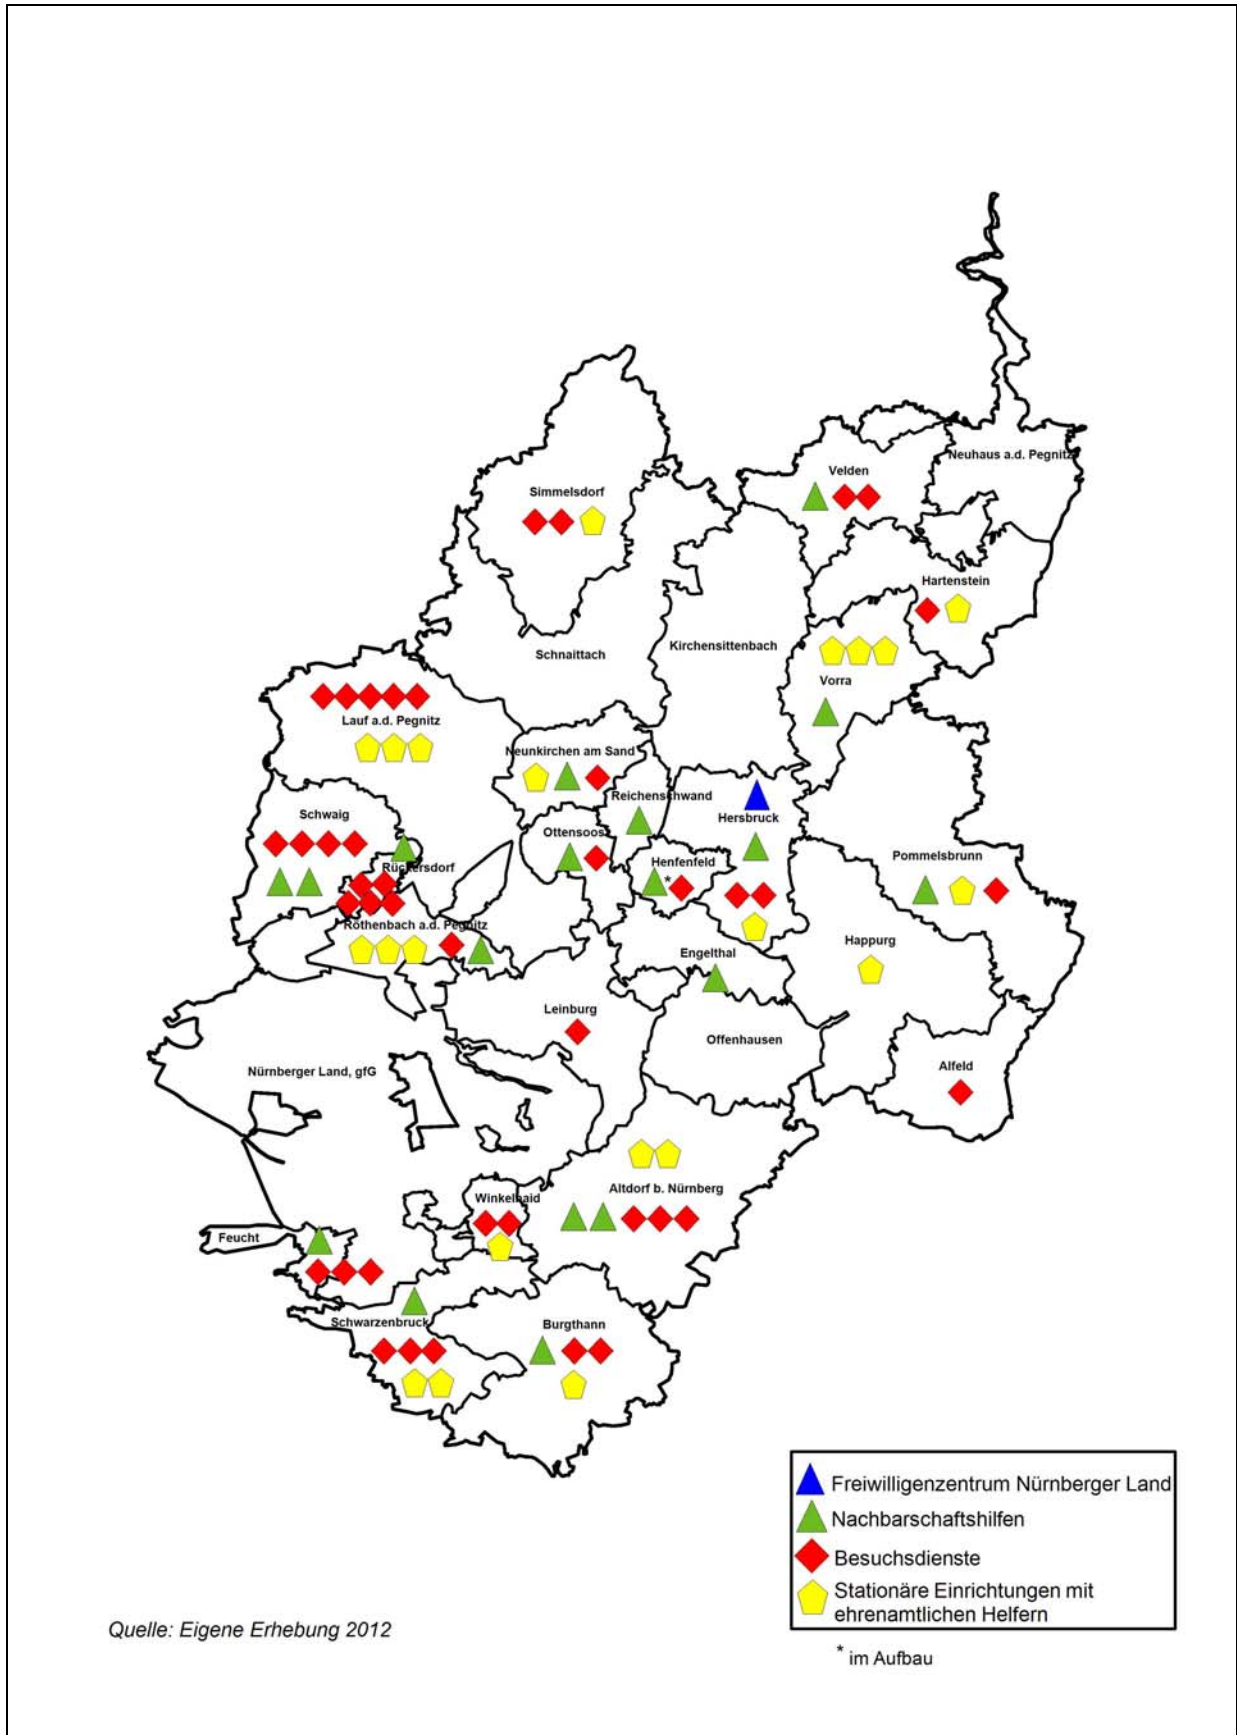 Neuhaus a.d. Pegnitz
Velden
Simmelsdorf
Hartenstein
Kirchensittenbach
Schnaittach
Vorra
Lauf a.d. Pegnitz
Neunkirchen am Sand
Reichenschwand
Schwaig
Hersbruck
Ottensoos
Pommelsbrunn
Henfenfeld
*
Rückersdorf
Röthenbach a.d. Pegnitz
Happurg
Engelthal
Leinburg
Offenhausen
Alfeld
Nürnberger Land, gfG
Altdorf b. Nürnberg
Winkelhaid
Feucht
Schwarzenbruck
Burgthann
Freiwilligenzentrum Nürnberger Land
Nachbarschaftshilfen
Besuchsdienste
Stationäre Einrichtungen mit
ehrenamtlichen Helfern
Quelle: Eigene Erhebung 2012
* im Aufbau